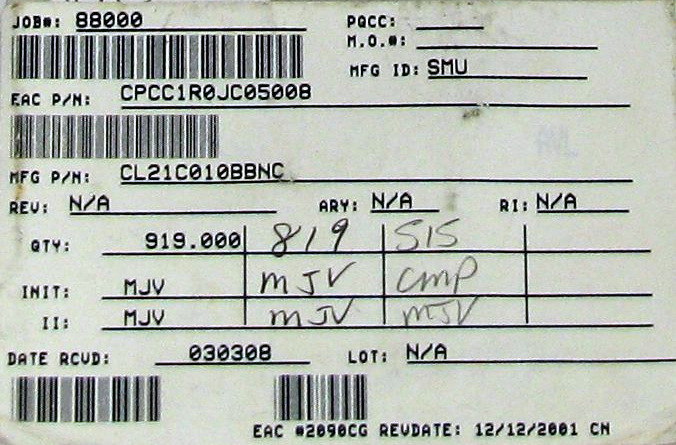 JOB#: 88000 PQCC:
M.O.#:
MFG ID: SMU
EAC P/N: CPCC1R0JC05008
MFG P/N: CL21C010BBNC
REV: N/A ARY: N/A RI: N/A
QTY: 919.000 819 515
INIT: MJV MJV CMP
II: MJV MJV MJV
DATE RCVD: 030308 LOT: N/A
EAC #2090CG REVDATE: 12/12/2001 CN